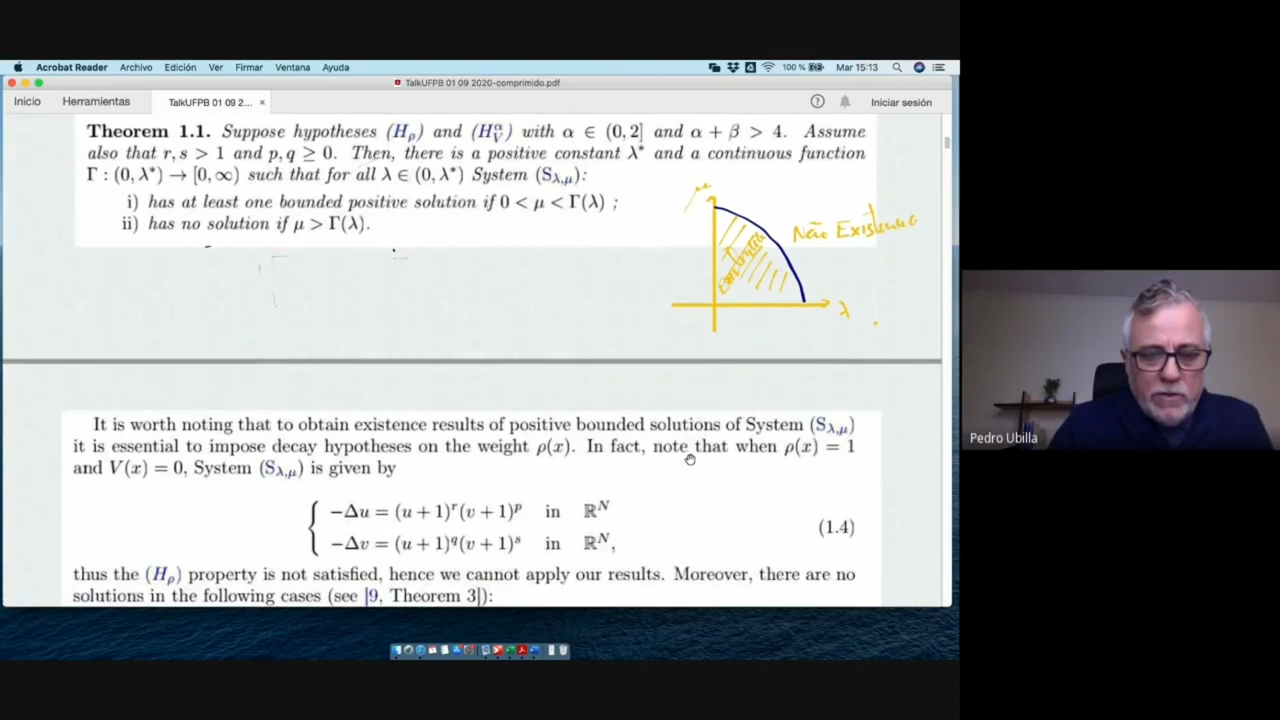 Acrobat Reader Archivo Edición Ver Firmar Ventana Ayuda 100 % Mar 15:13
TalkUFPB 01 09 2020-comprimido.pdf
Inicio Herramientas TalkUFPB 01 09 2... × Iniciar sesión
Theorem 1.1. Suppose hypotheses (H_ρ) and (H_V^α) with α ∈ (0, 2] and α + β > 4. Assume
also that r, s > 1 and p, q ≥ 0. Then, there is a positive constant λ* and a continuous function
Γ : (0, λ*) → [0, ∞) such that for all λ ∈ (0, λ*) System (S_{λ,μ}):
i) has at least one bounded positive solution if 0 < μ < Γ(λ) ;
ii) has no solution if μ > Γ(λ).
μ
Não Existência
λ
It is worth noting that to obtain existence results of positive bounded solutions of System (S_{λ,μ})
it is essential to impose decay hypotheses on the weight ρ(x). In fact, note that when ρ(x) = 1
and V(x) = 0, System (S_{λ,μ}) is given by
{ −Δu = (u + 1)^r(v + 1)^p in ℝ^N
−Δv = (u + 1)^q(v + 1)^s in ℝ^N, (1.4)
thus the (H_ρ) property is not satisfied, hence we cannot apply our results. Moreover, there are no
solutions in the following cases (see [9, Theorem 3]):
Pedro Ubilla